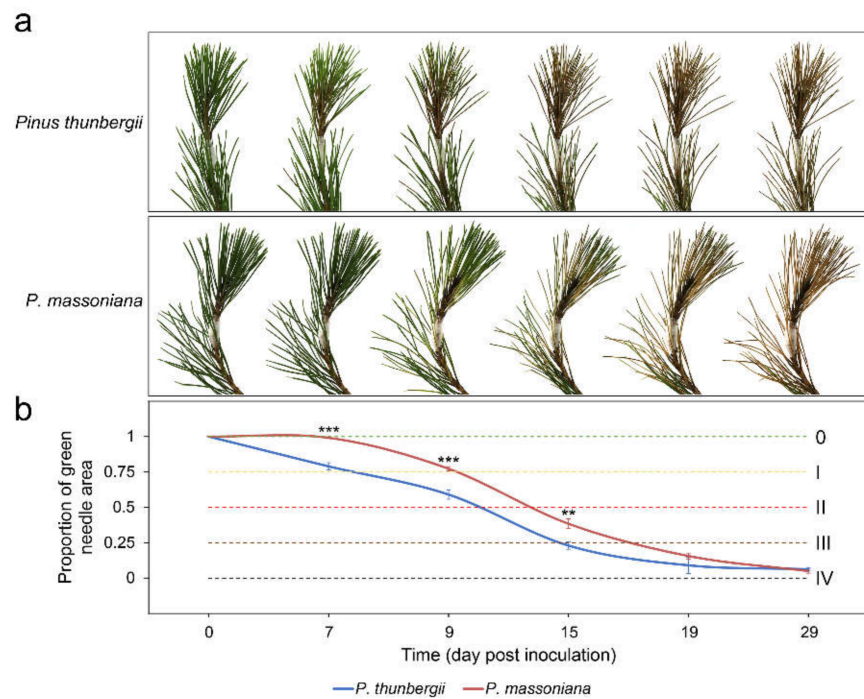 a
Pinus thunbergii
P. massoniana
b
Proportion of green
needle area
1
0.75
0.5
0.25
0
***
***
**
0
I
II
III
IV
0 7 9 15 19 29
Time (day post inoculation)
P. thunbergii P. massoniana